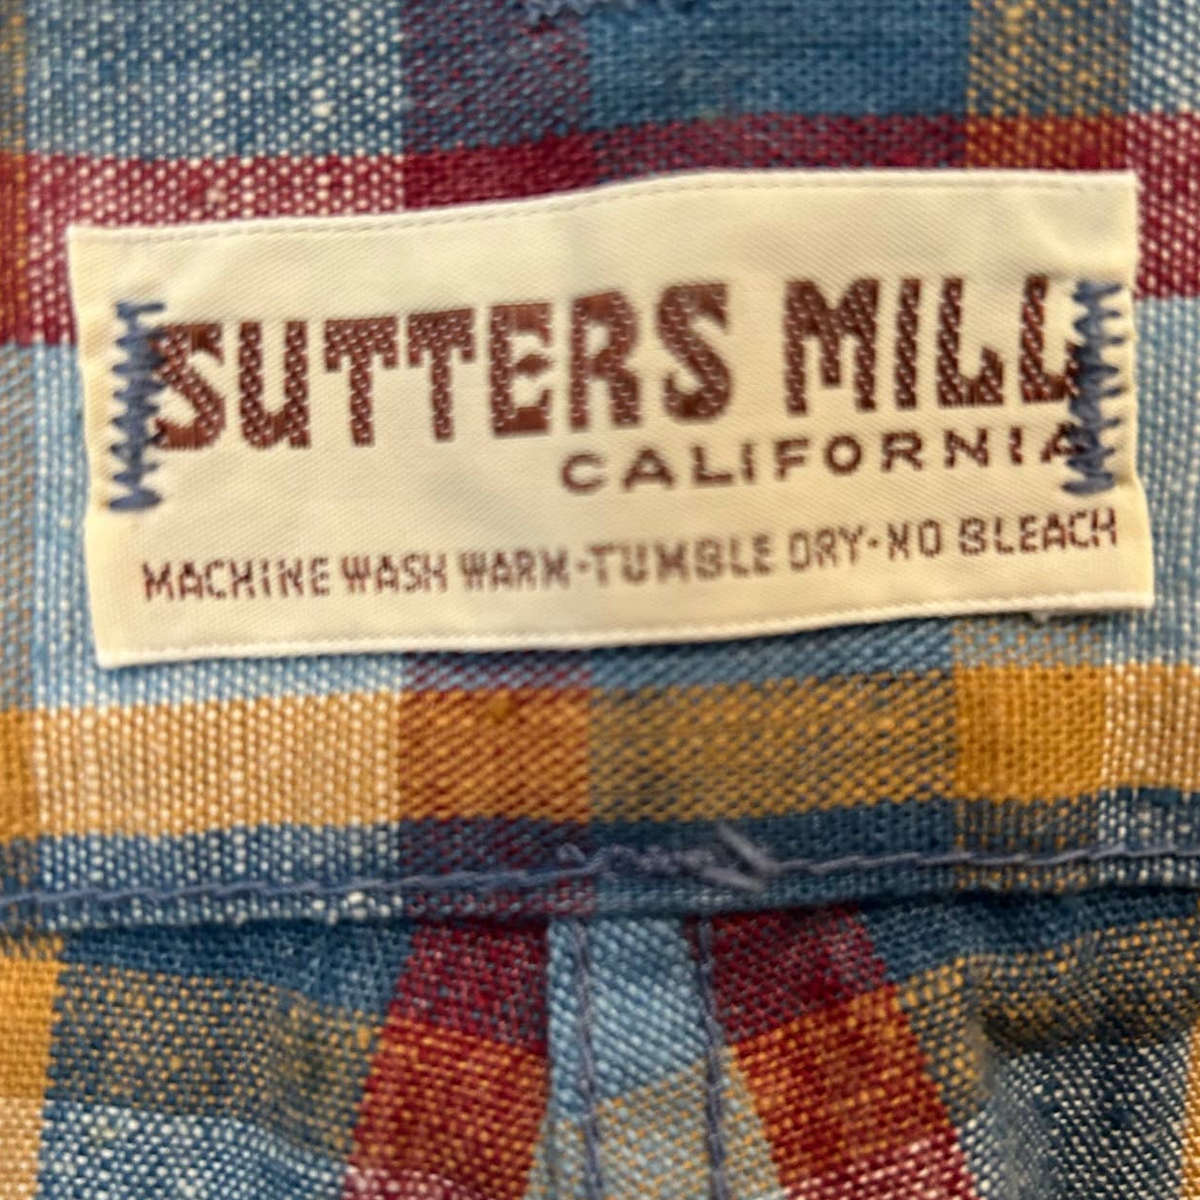 SUTTERS MILL
CALIFORNIA
MACHINE WASH WARM·TUMBLE DRY·NO BLEACH